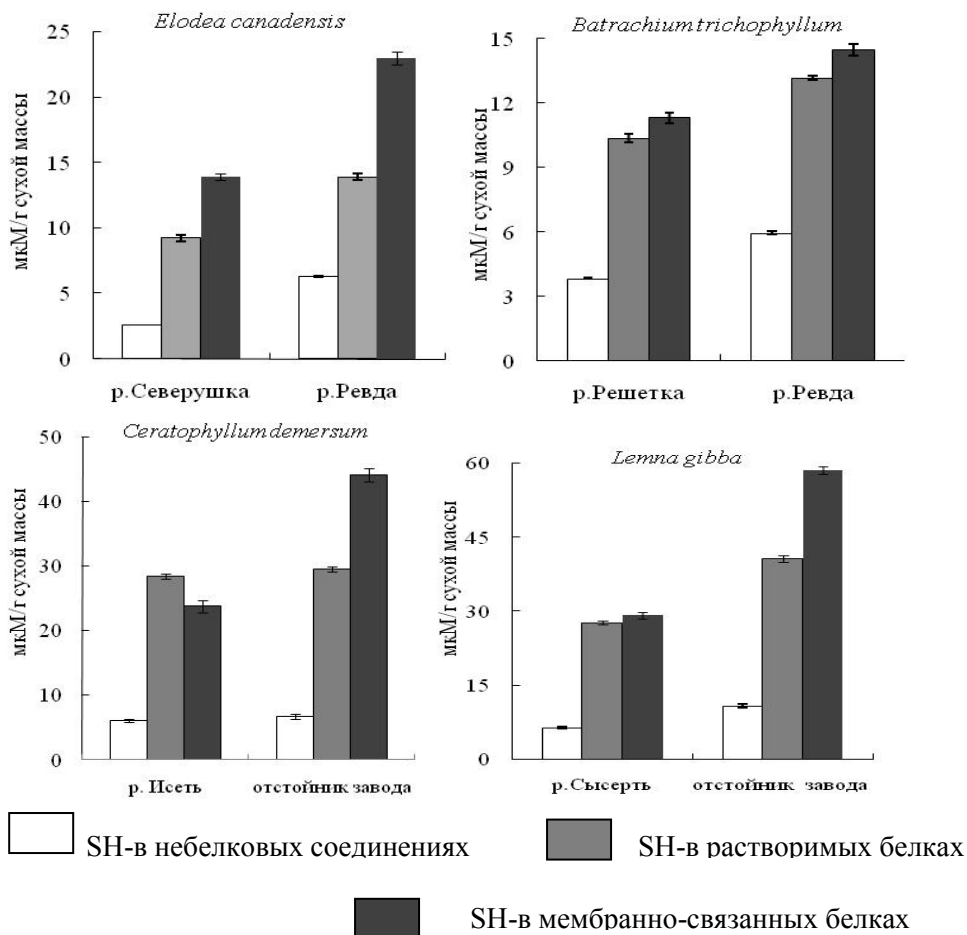 Elodea canadensis
мкМ/г сухой массы
25
20
15
10
5
0
р.Северушка р.Ревда
Batrachium trichophyllum
мкМ/г сухой массы
15
12
9
6
3
0
р.Решетка р.Ревда
Ceratophyllum demersum
мкМ/г сухой массы
50
40
30
20
10
0
р. Исеть отстойник завода
Lemna gibba
мкМ/г сухой массы
60
45
30
15
0
р.Сысерть отстойник завода
SH-в небелковых соединениях
SH-в растворимых белках
SH-в мембранно-связанных белках